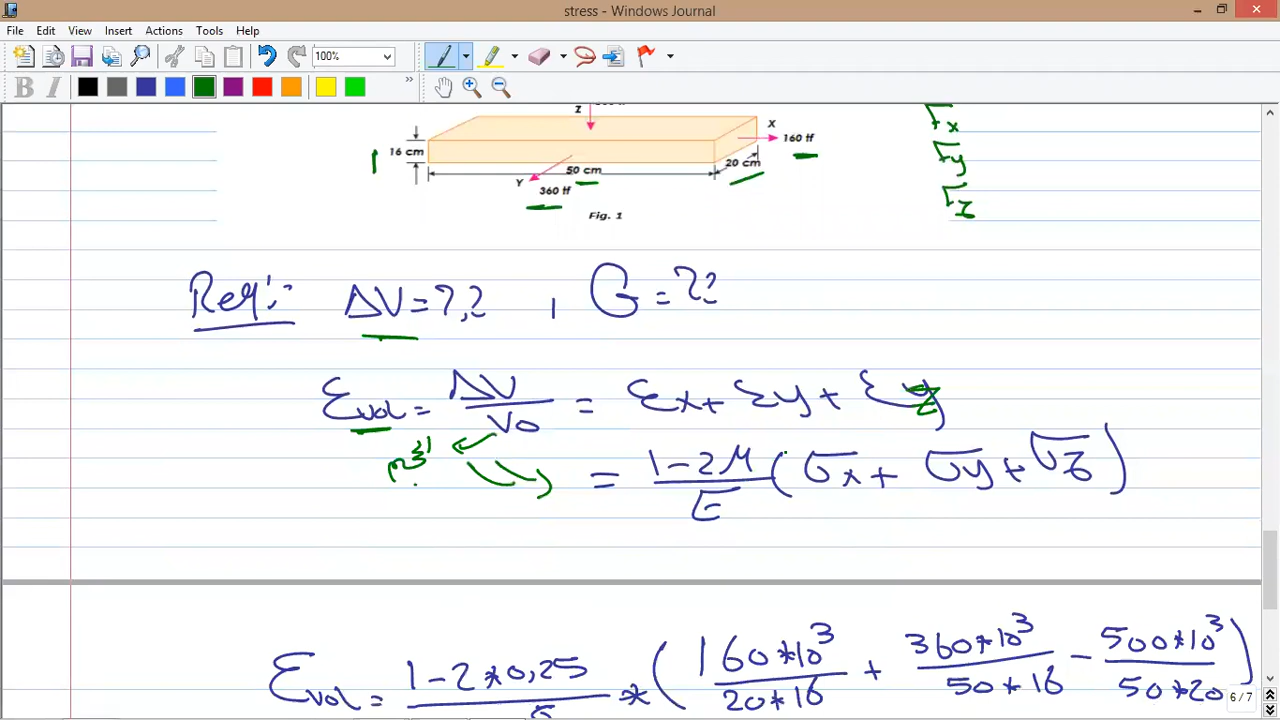 stress - Windows Journal
File Edit View Insert Actions Tools Help
100%
B I
Z
X
16 cm
160 tf
20 cm
50 cm
Y
360 tf
Fig. 1
σx
σy
σz
Req: ΔV = ?? , G = ??
εvol = ΔV / Vo = εx + εy + εz
= 1 - 2μ / E (σx + σy + σz)
εvol = 1 - 2*0,25 * (160*10³ / 20*16 + 360*10³ / 50*16 - 500*10³ / 50*20)
6 / 7